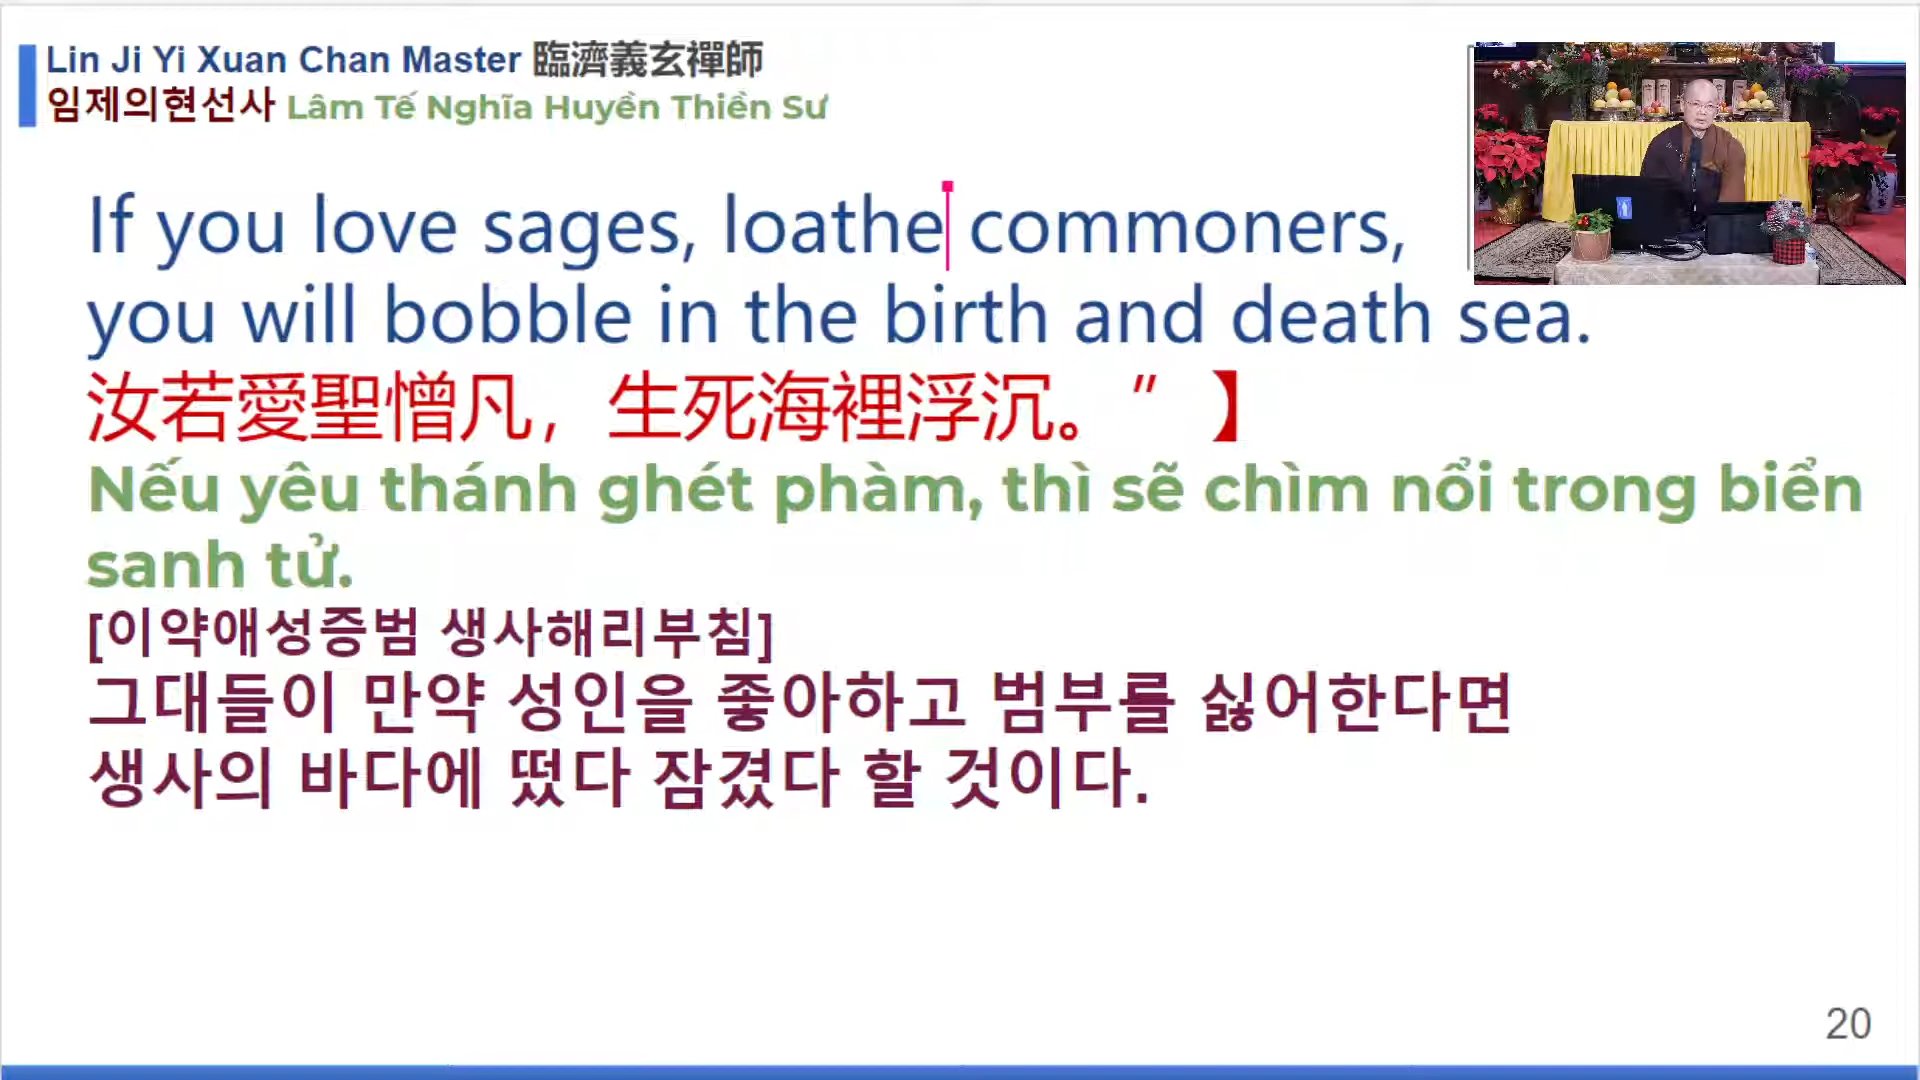 Lin Ji Yi Xuan Chan Master 臨濟義玄禪師
임제의현선사 Lâm Tế Nghĩa Huyền Thiền Sư
If you love sages, loathe commoners,
you will bobble in the birth and death sea.
汝若愛聖憎凡，生死海裡浮沉。”】
Nếu yêu thánh ghét phàm, thì sẽ chìm nổi trong biển
sanh tử.
[이약애성증범 생사해리부침]
그대들이 만약 성인을 좋아하고 범부를 싫어한다면
생사의 바다에 떴다 잠겼다 할 것이다.
20